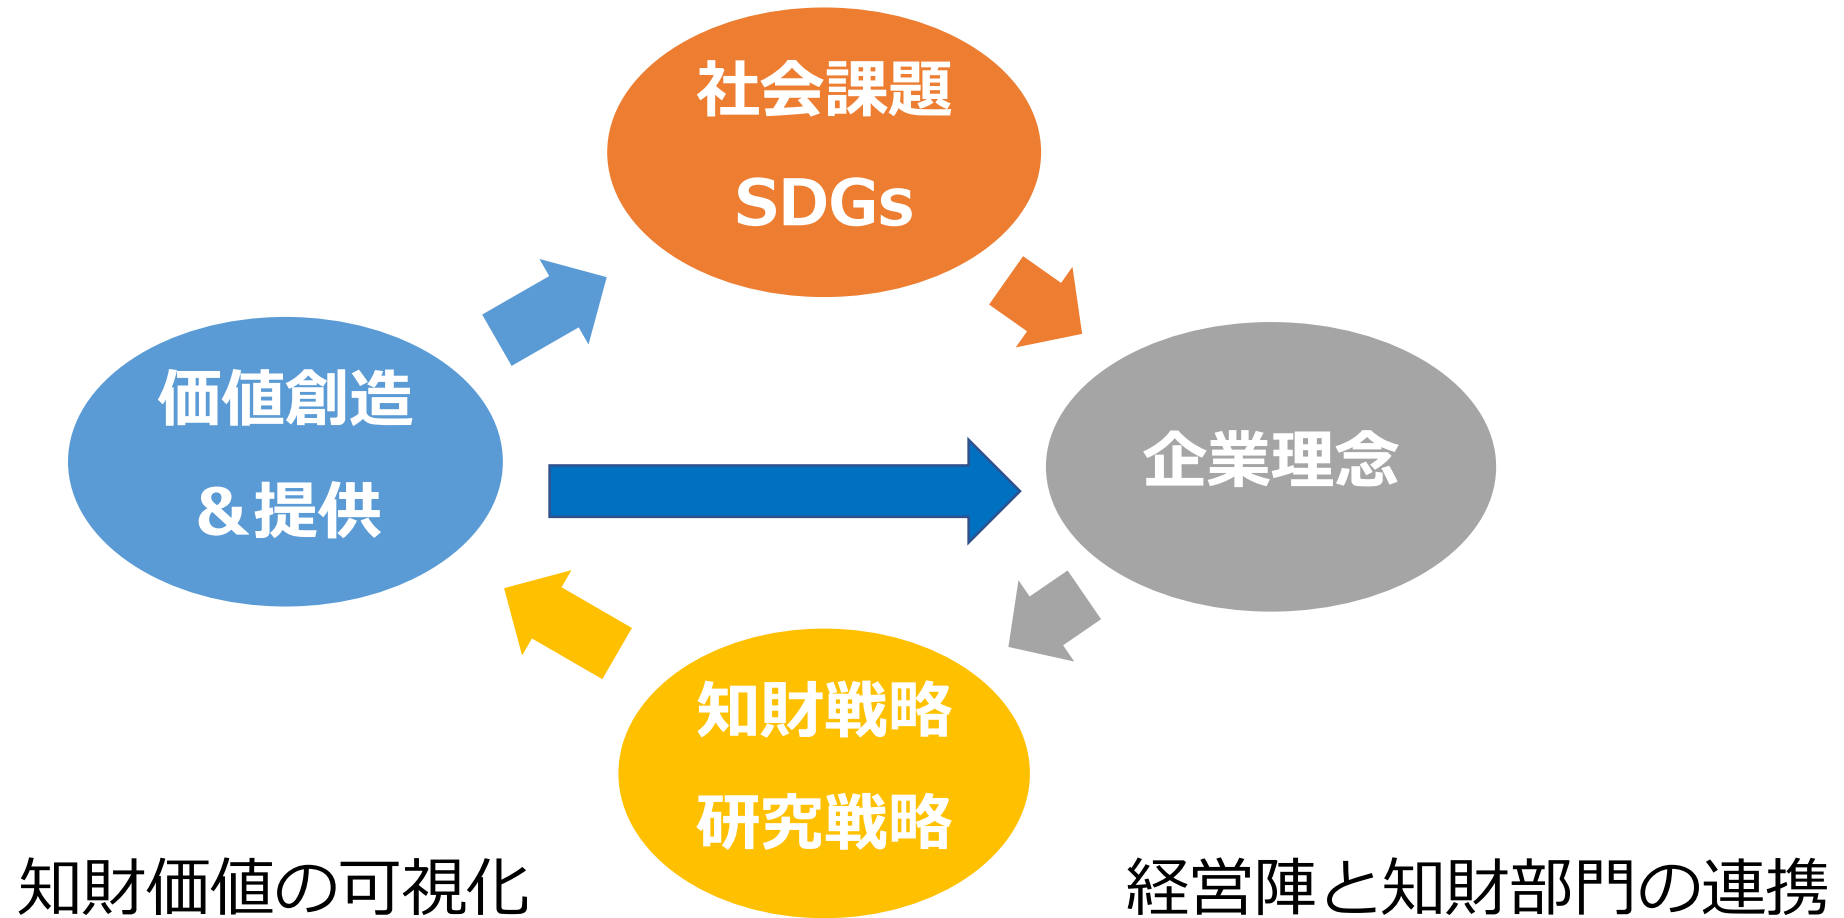 社会課題
SDGs
価値創造
＆提供
企業理念
知財戦略
研究戦略
知財価値の可視化
経営陣と知財部門の連携